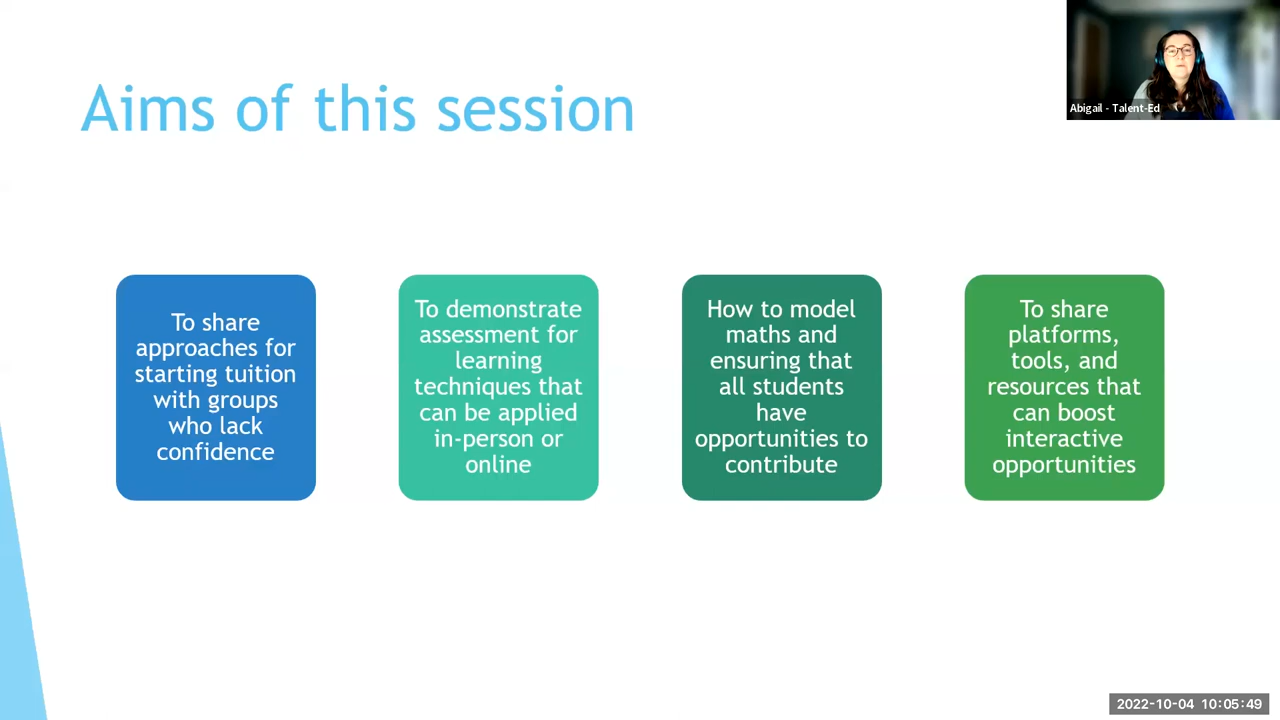 Aims of this session
Abigail - Talent-Ed
To share
approaches for
starting tuition
with groups
who lack
confidence
To demonstrate
assessment for
learning
techniques that
can be applied
in-person or
online
How to model
maths and
ensuring that
all students
have
opportunities to
contribute
To share
platforms,
tools, and
resources that
can boost
interactive
opportunities
2022-10-04 10:05:49